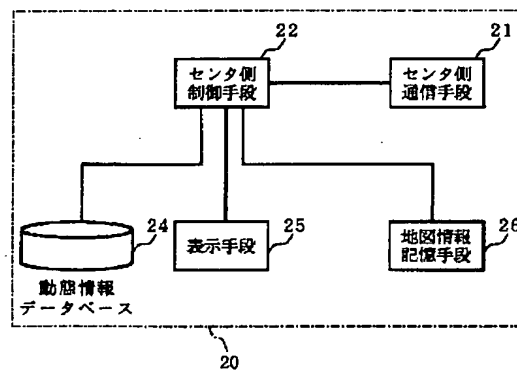 22
21
センタ側
制御手段
センタ側
通信手段
24
25
26
表示手段
地図情報
記憶手段
動態情報
データベース
20